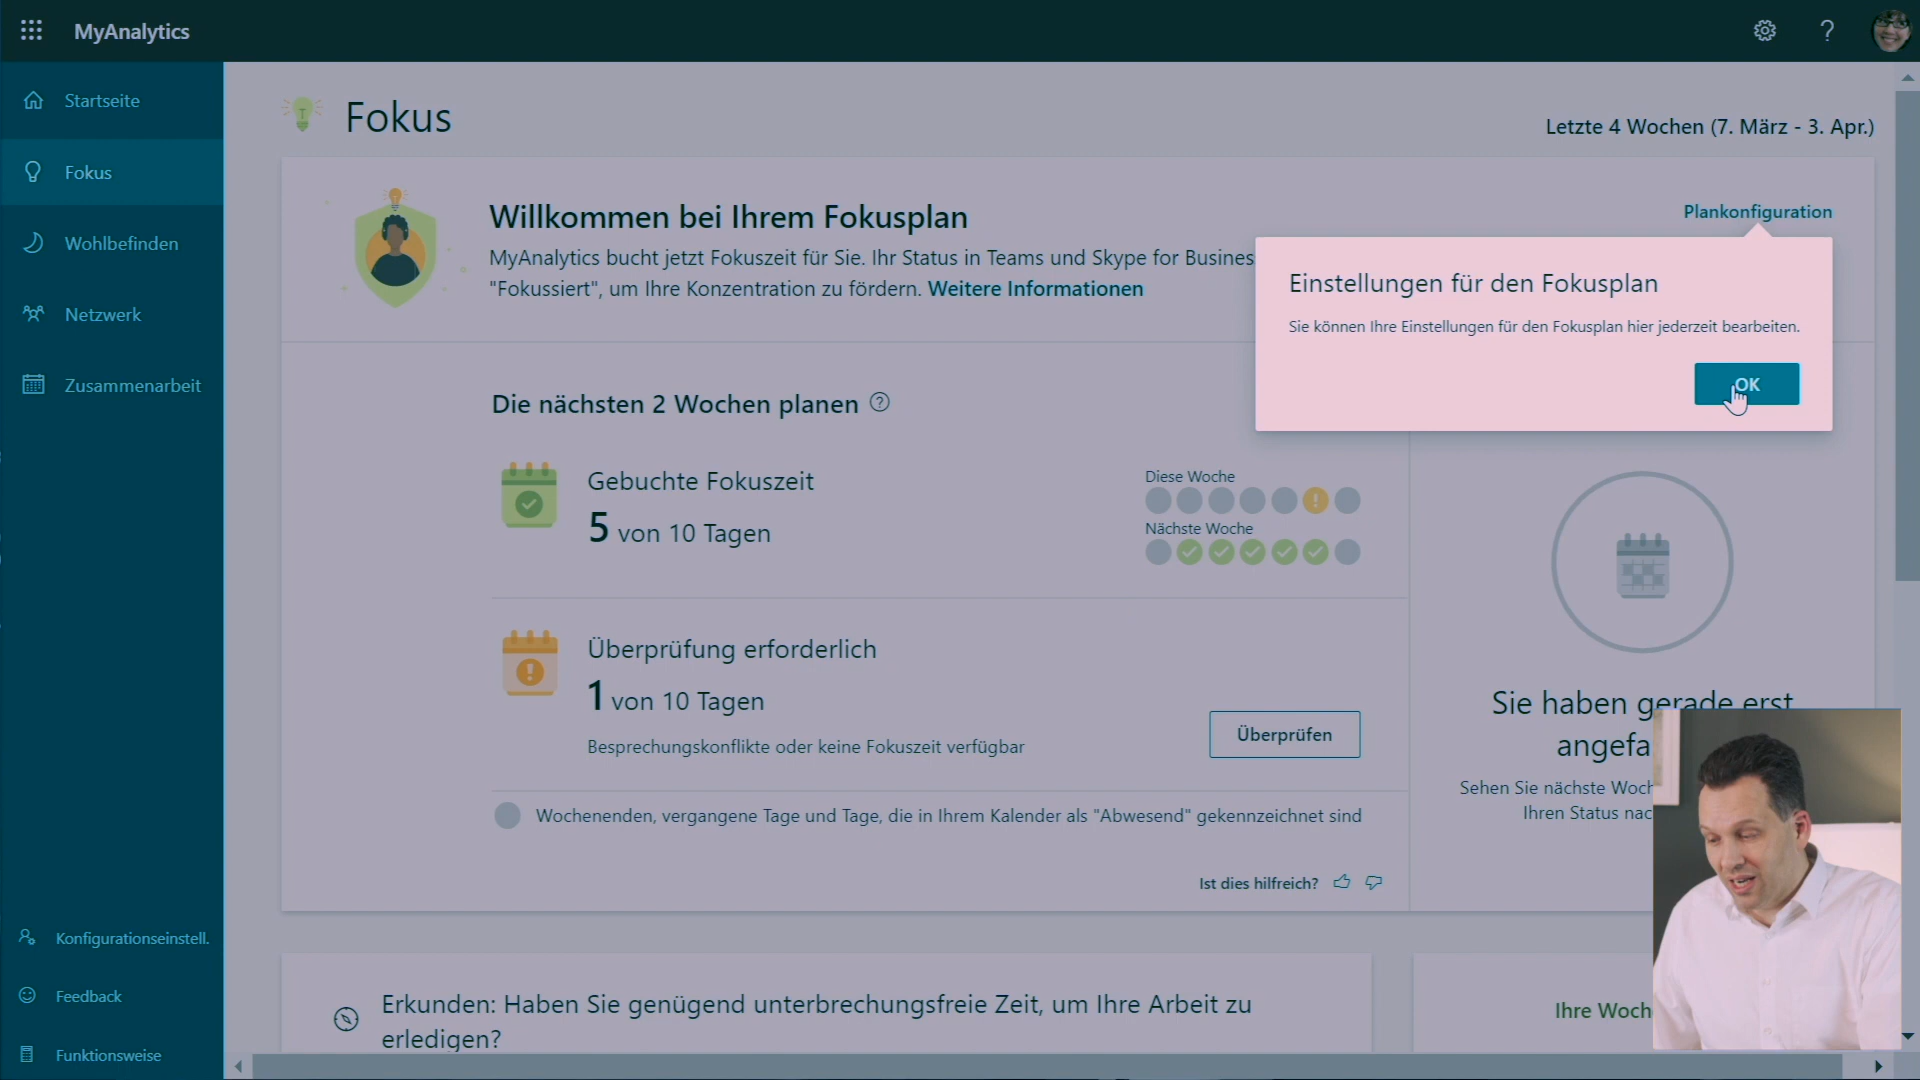 MyAnalytics
Startseite
Fokus
Wohlbefinden
Netzwerk
Zusammenarbeit
Konfigurationseinstell.
Feedback
Funktionsweise
Fokus
Letzte 4 Wochen (7. März - 3. Apr.)
Willkommen bei Ihrem Fokusplan
MyAnalytics bucht jetzt Fokuszeit für Sie. Ihr Status in Teams und Skype for Busines
"Fokussiert", um Ihre Konzentration zu fördern. Weitere Informationen
Plankonfiguration
Einstellungen für den Fokusplan
Sie können Ihre Einstellungen für den Fokusplan hier jederzeit bearbeiten.
OK
Die nächsten 2 Wochen planen
Gebuchte Fokuszeit
5 von 10 Tagen
Diese Woche
Nächste Woche
Überprüfung erforderlich
1 von 10 Tagen
Besprechungskonflikte oder keine Fokuszeit verfügbar
Überprüfen
Wochenenden, vergangene Tage und Tage, die in Ihrem Kalender als "Abwesend" gekennzeichnet sind
Ist dies hilfreich?
Sie haben gerade erst
angefa
Sehen Sie nächste Woch
Ihren Status nac
Erkunden: Haben Sie genügend unterbrechungsfreie Zeit, um Ihre Arbeit zu
erledigen?
Ihre Woch